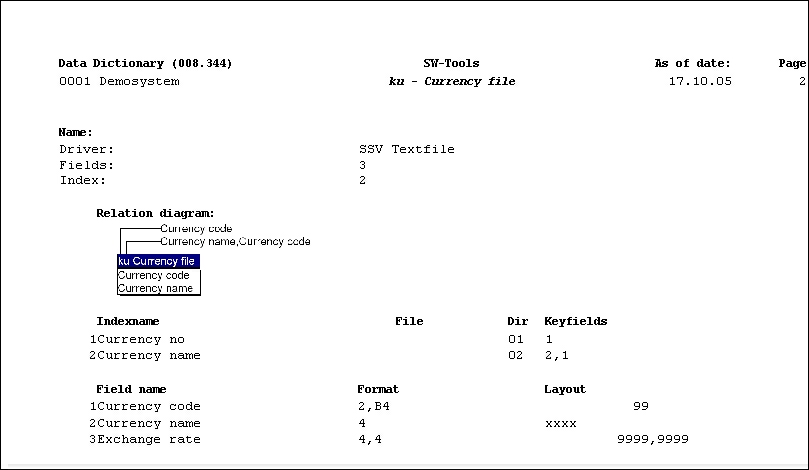 Data Dictionary (008.344) SW-Tools As of date: Page
0001 Demosystem ku - Currency file 17.10.05 2
Name:
Driver: SSV Textfile
Fields: 3
Index: 2
Relation diagram:
Currency code
Currency name,Currency code
ku Currency file
Currency code
Currency name
Indexname File Dir Keyfields
1Currency no 01 1
2Currency name 02 2,1
Field name Format Layout
1Currency code 2,B4 99
2Currency name 4 xxxx
3Exchange rate 4,4 9999,9999